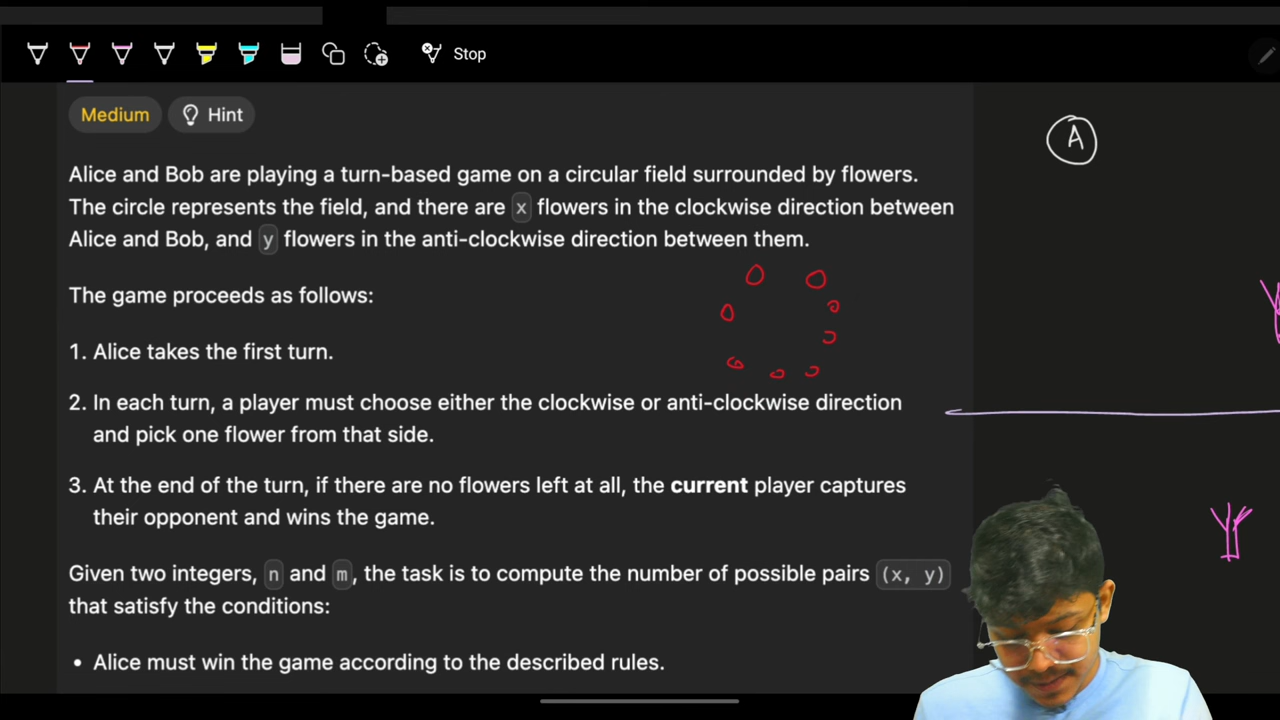 Stop
Medium Hint
A
Alice and Bob are playing a turn-based game on a circular field surrounded by flowers.
The circle represents the field, and there are x flowers in the clockwise direction between
Alice and Bob, and y flowers in the anti-clockwise direction between them.
The game proceeds as follows:
1. Alice takes the first turn.
2. In each turn, a player must choose either the clockwise or anti-clockwise direction
and pick one flower from that side.
3. At the end of the turn, if there are no flowers left at all, the current player captures
their opponent and wins the game.
Given two integers, n and m, the task is to compute the number of possible pairs (x, y)
that satisfy the conditions:
• Alice must win the game according to the described rules.